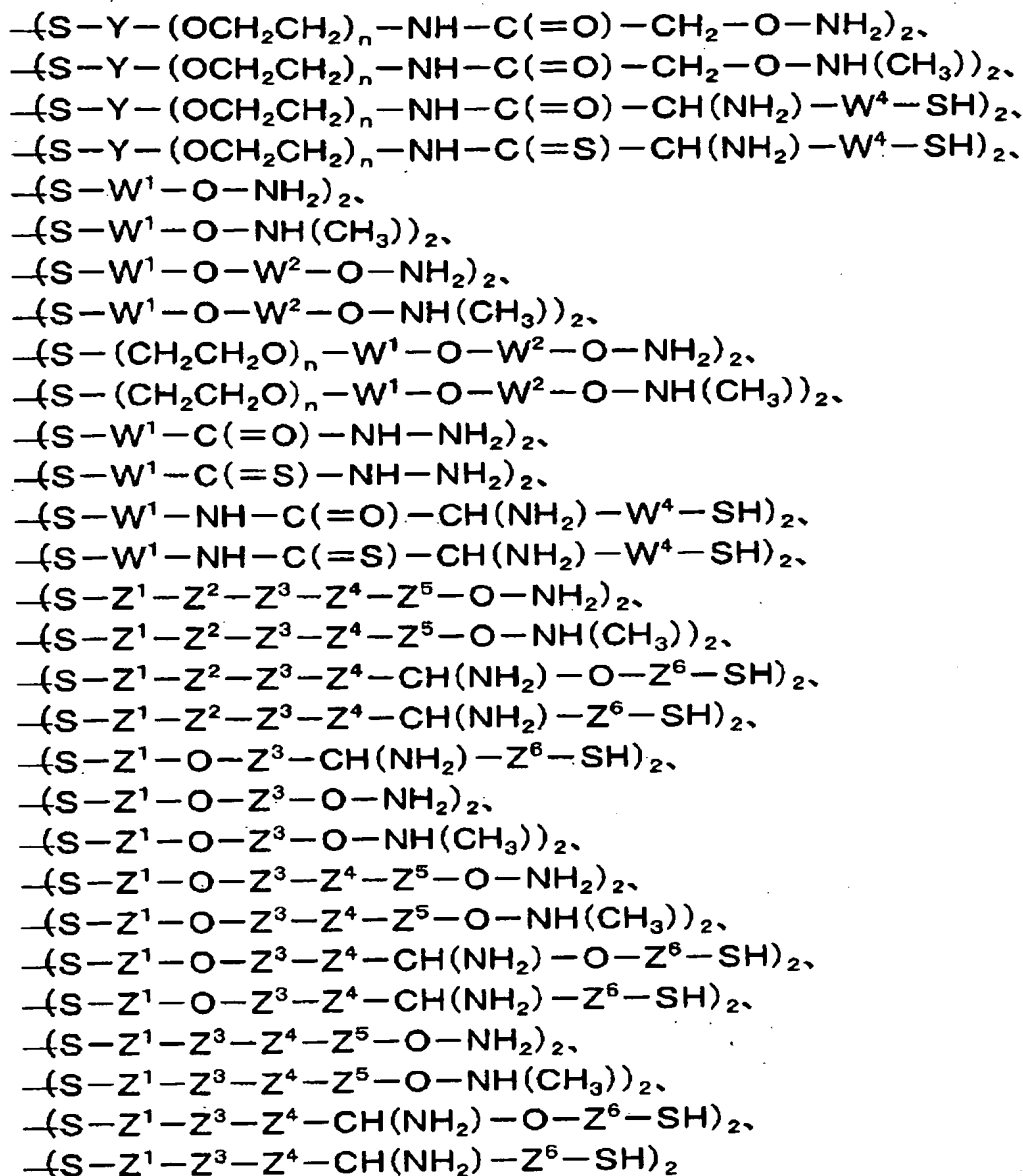 -(S-Y-(OCH₂CH₂)ₙ-NH-C(=O)-CH₂-O-NH₂)₂、
-(S-Y-(OCH₂CH₂)ₙ-NH-C(=O)-CH₂-O-NH(CH₃))₂、
-(S-Y-(OCH₂CH₂)ₙ-NH-C(=O)-CH(NH₂)-W⁴-SH)₂、
-(S-Y-(OCH₂CH₂)ₙ-NH-C(=S)-CH(NH₂)-W⁴-SH)₂、
-(S-W¹-O-NH₂)₂、
-(S-W¹-O-NH(CH₃))₂、
-(S-W¹-O-W²-O-NH₂)₂、
-(S-W¹-O-W²-O-NH(CH₃))₂、
-(S-(CH₂CH₂O)ₙ-W¹-O-W²-O-NH₂)₂、
-(S-(CH₂CH₂O)ₙ-W¹-O-W²-O-NH(CH₃))₂、
-(S-W¹-C(=O)-NH-NH₂)₂、
-(S-W¹-C(=S)-NH-NH₂)₂、
-(S-W¹-NH-C(=O)-CH(NH₂)-W⁴-SH)₂、
-(S-W¹-NH-C(=S)-CH(NH₂)-W⁴-SH)₂、
-(S-Z¹-Z²-Z³-Z⁴-Z⁵-O-NH₂)₂、
-(S-Z¹-Z²-Z³-Z⁴-Z⁵-O-NH(CH₃))₂、
-(S-Z¹-Z²-Z³-Z⁴-CH(NH₂)-O-Z⁶-SH)₂、
-(S-Z¹-Z²-Z³-Z⁴-CH(NH₂)-Z⁶-SH)₂、
-(S-Z¹-O-Z³-CH(NH₂)-Z⁶-SH)₂、
-(S-Z¹-O-Z³-O-NH₂)₂、
-(S-Z¹-O-Z³-O-NH(CH₃))₂、
-(S-Z¹-O-Z³-Z⁴-Z⁵-O-NH₂)₂、
-(S-Z¹-O-Z³-Z⁴-Z⁵-O-NH(CH₃))₂、
-(S-Z¹-O-Z³-Z⁴-CH(NH₂)-O-Z⁶-SH)₂、
-(S-Z¹-O-Z³-Z⁴-CH(NH₂)-Z⁶-SH)₂、
-(S-Z¹-Z³-Z⁴-Z⁵-O-NH₂)₂、
-(S-Z¹-Z³-Z⁴-Z⁵-O-NH(CH₃))₂、
-(S-Z¹-Z³-Z⁴-CH(NH₂)-O-Z⁶-SH)₂、
-(S-Z¹-Z³-Z⁴-CH(NH₂)-Z⁶-SH)₂